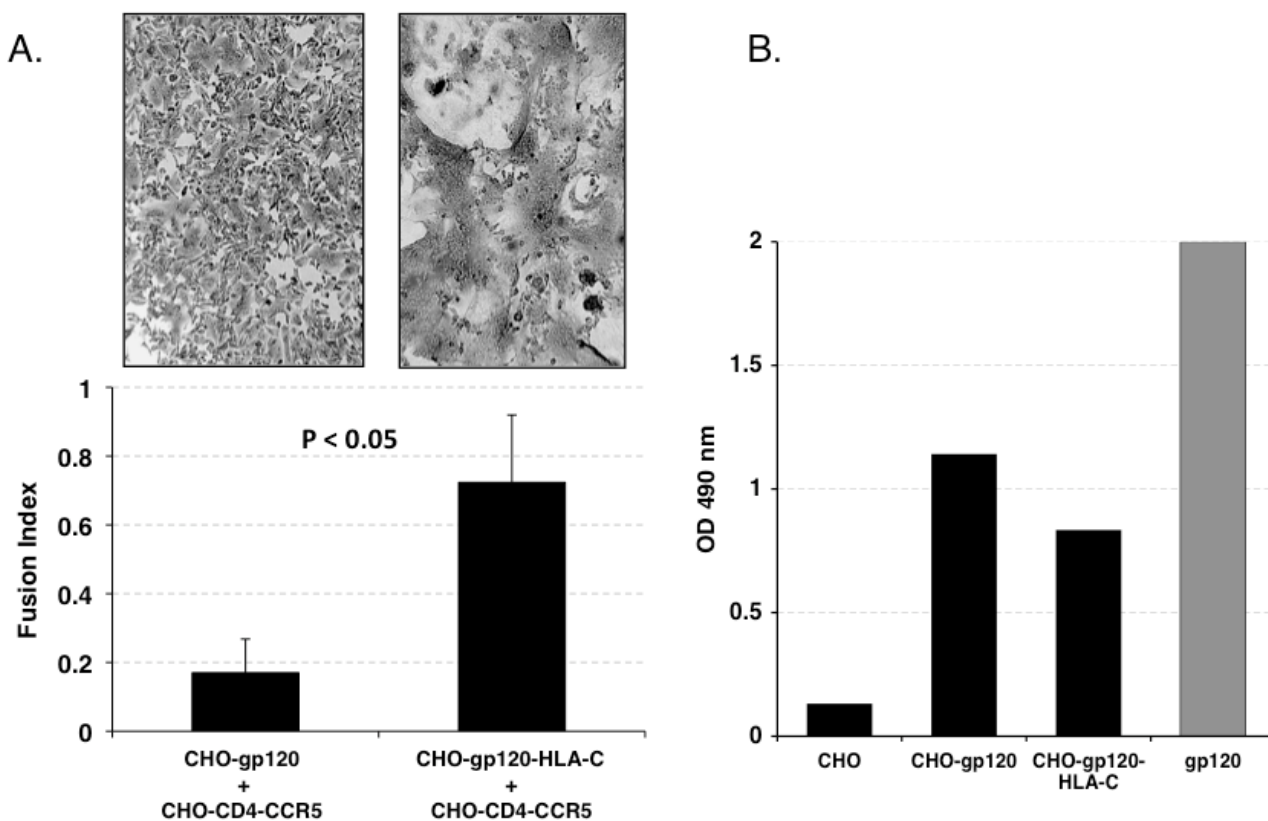 A.
1
0.8
0.6
0.4
0.2
0
Fusion Index
P < 0.05
CHO-gp120
+
CHO-CD4-CCR5
CHO-gp120-HLA-C
+
CHO-CD4-CCR5
B.
2
1.5
1
0.5
0
OD 490 nm
CHO
CHO-gp120
CHO-gp120-
HLA-C
gp120